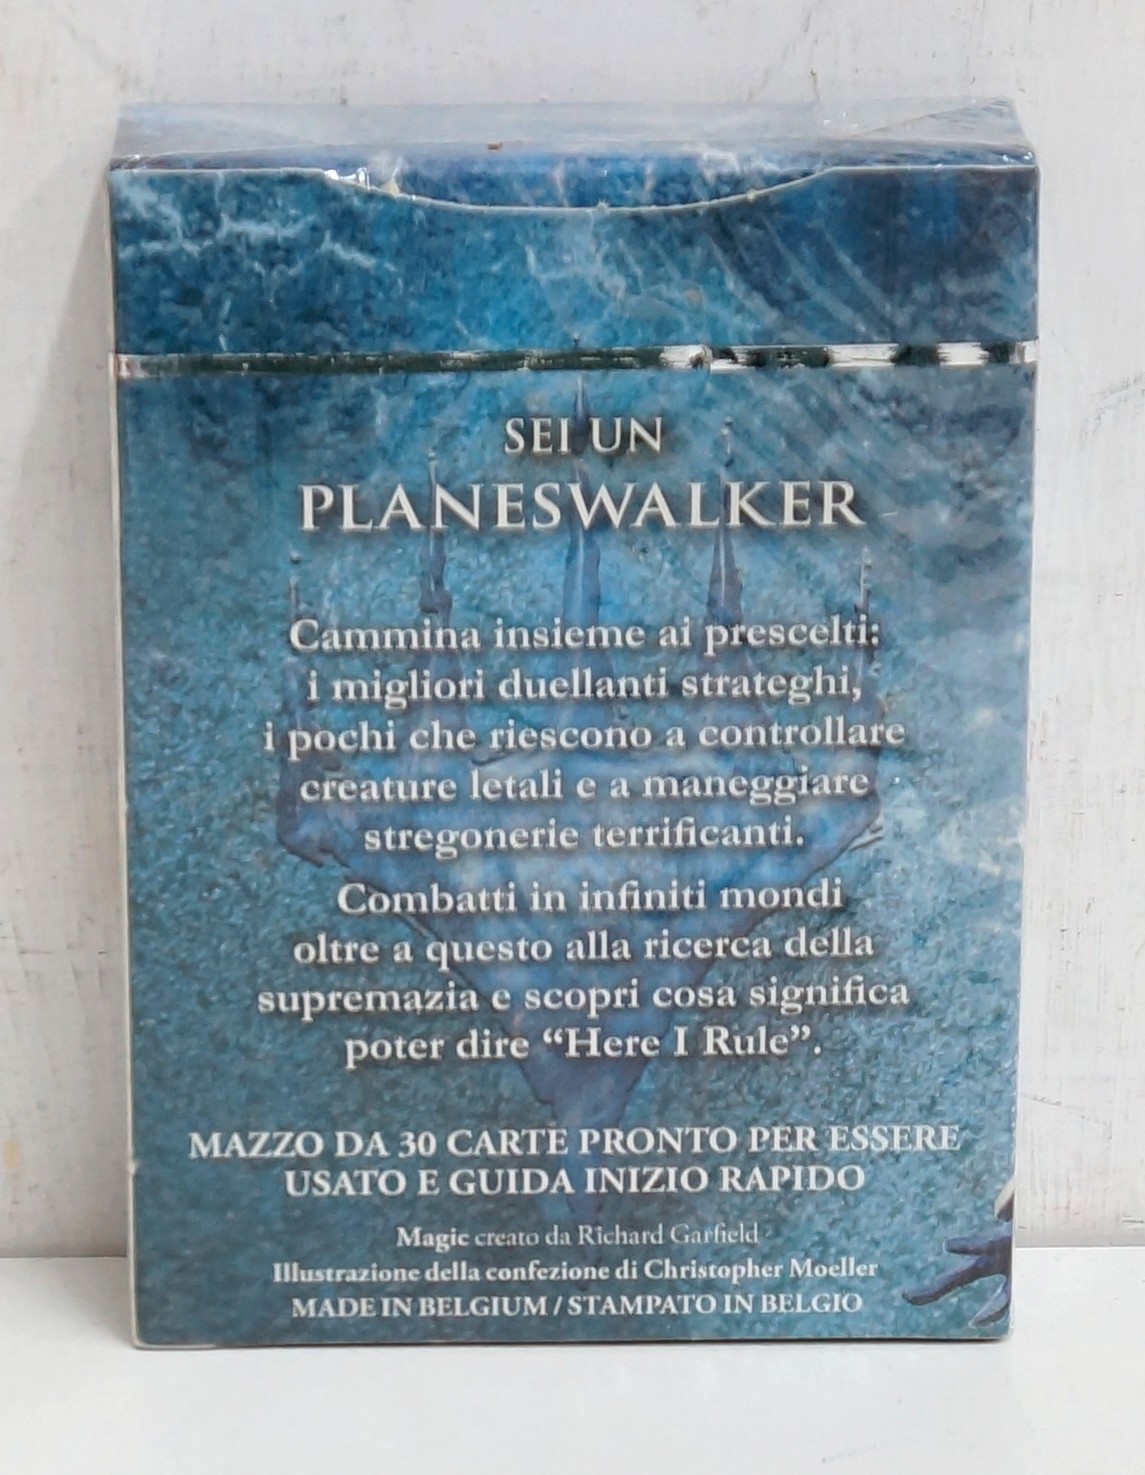 SEI UN
PLANESWALKER
Cammina insieme ai prescelti:
i migliori duellanti strateghi,
i pochi che riescono a controllare
creature letali e a maneggiare
stregonerie terrificanti.
Combatti in infiniti mondi
oltre a questo alla ricerca della
supremazia e scopri cosa significa
poter dire “Here I Rule”.
MAZZO DA 30 CARTE PRONTO PER ESSERE
USATO E GUIDA INIZIO RAPIDO
Magic creato da Richard Garfield
Illustrazione della confezione di Christopher Moeller
MADE IN BELGIUM / STAMPATO IN BELGIO